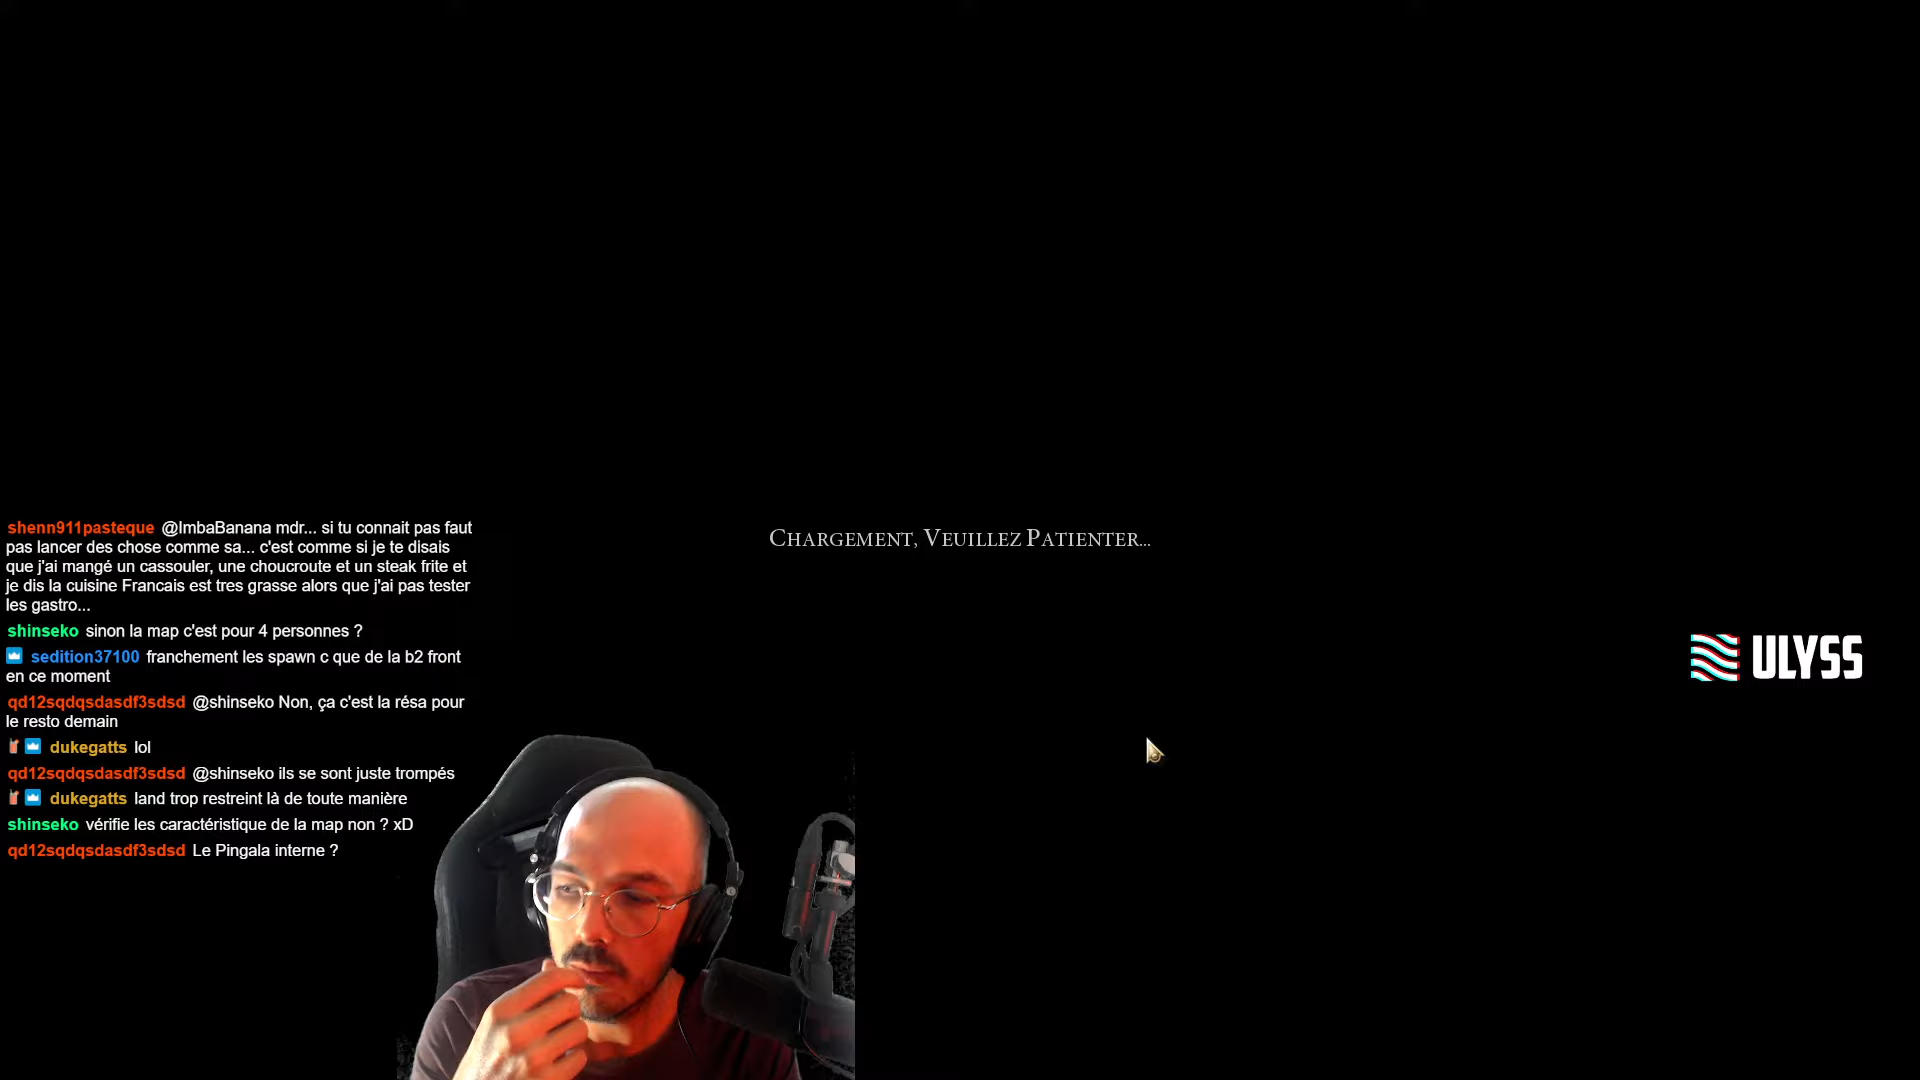 shenn911pasteque @ImbaBanana mdr... si tu connait pas faut
pas lancer des chose comme sa... c'est comme si je te disais
que j'ai mangé un cassouler, une choucroute et un steak frite et
je dis la cuisine Francais est tres grasse alors que j'ai pas tester
les gastro...
shinseko sinon la map c'est pour 4 personnes ?
sedition37100 franchement les spawn c que de la b2 front
en ce moment
qd12sqdqsdasdf3sdsd @shinseko Non, ça c'est la résa pour
le resto demain
dukegatts lol
qd12sqdqsdasdf3sdsd @shinseko ils se sont juste trompés
dukegatts land trop restreint là de toute manière
shinseko vérifie les caractéristique de la map non ? xD
qd12sqdqsdasdf3sdsd Le Pingala interne ?
Chargement, Veuillez Patienter...
ULYSS